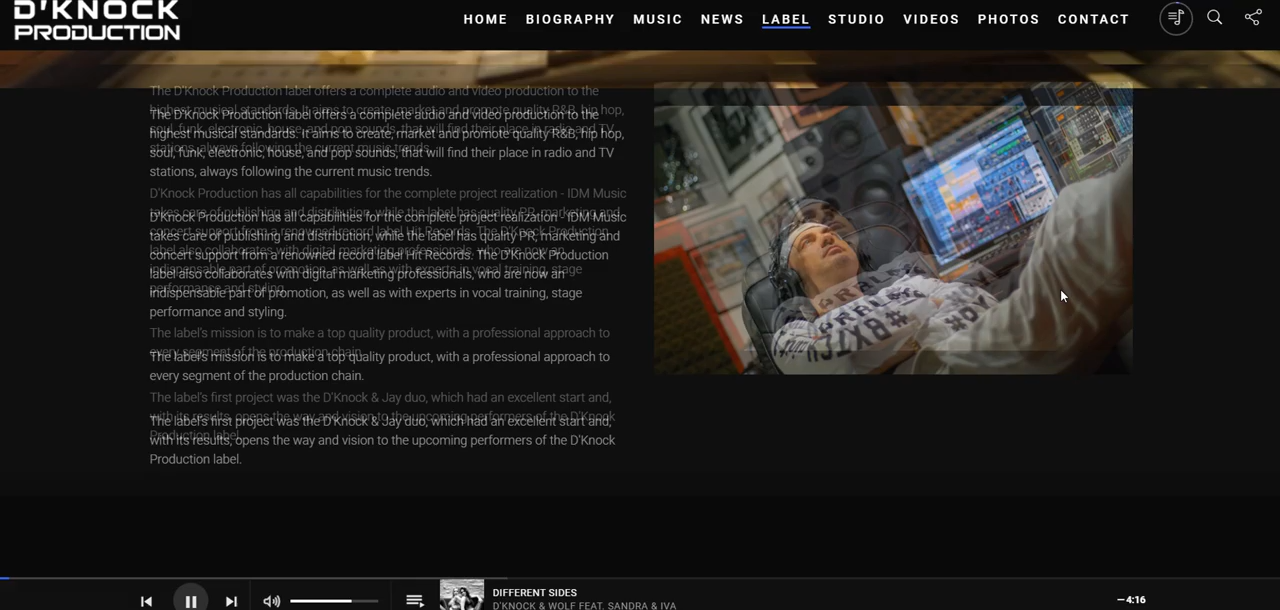 D'KNOCK
PRODUCTION
HOME BIOGRAPHY MUSIC NEWS LABEL STUDIO VIDEOS PHOTOS CONTACT
The D'Knock Production label offers a complete audio and video production to the
highest musical standards. It aims to create, market and promote quality R&B, hip hop,
soul, funk, electronic, house, and pop sounds, that will find their place in radio and TV
stations, always following the current music trends.
D'Knock Production has all capabilities for the complete project realization - IDM Music
takes care of publishing and distribution, while the label has quality PR, marketing and
concert support from a renowned record label Hit Records. The D'Knock Production
label also collaborates with digital marketing professionals, who are now an
indispensable part of promotion, as well as with experts in vocal training, stage
performance and styling.
The label's mission is to make a top quality product, with a professional approach to
every segment of the production chain.
The label's first project was the D'Knock & Jay duo, which had an excellent start and,
with its results, opens the way and vision to the upcoming performers of the D'Knock
Production label.
DIFFERENT SIDES
D'KNOCK & WOLF FEAT. SANDRA & IVA
–4:16